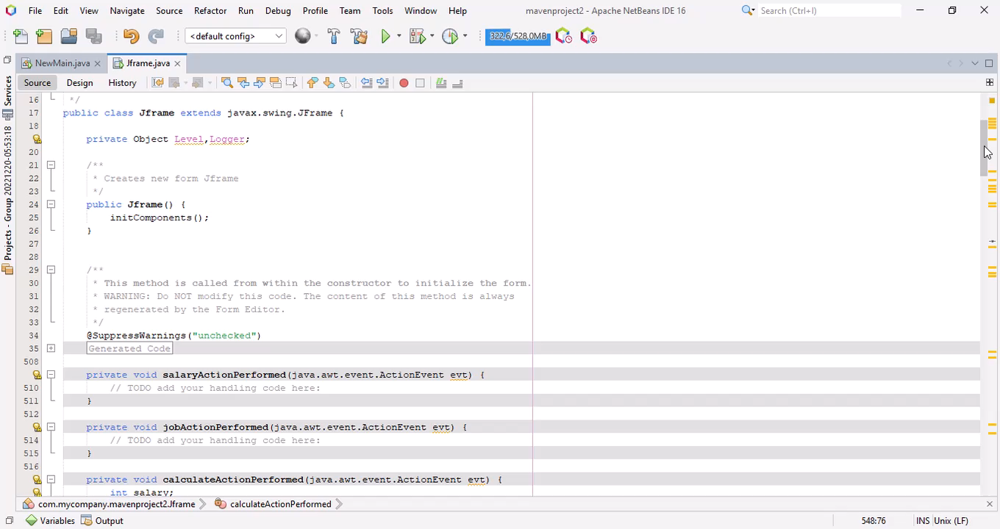 File Edit View Navigate Source Refactor Run Debug Profile Team Tools Window Help mavenproject2 - Apache NetBeans IDE 16 Search (Ctrl+I)
<default config> 322,6/528,0MB
NewMain.java Jframe.java
Source Design History
Services
Projects - Group 20221220-05:53:18
16 */
17 public class Jframe extends javax.swing.JFrame {
18
private Object Level,Logger;
20
21 /**
22 * Creates new form Jframe
23 */
24 public Jframe() {
25 initComponents();
26 }
27
28
29 /**
30 * This method is called from within the constructor to initialize the form.
31 * WARNING: Do NOT modify this code. The content of this method is always
32 * regenerated by the Form Editor.
33 */
34 @SuppressWarnings("unchecked")
35 Generated Code
508
private void salaryActionPerformed(java.awt.event.ActionEvent evt) {
510 // TODO add your handling code here:
511 }
512
private void jobActionPerformed(java.awt.event.ActionEvent evt) {
514 // TODO add your handling code here:
515 }
516
private void calculateActionPerformed(java.awt.event.ActionEvent evt) {
int salary;
com.mycompany.mavenproject2.Jframe calculateActionPerformed
Variables Output 548:76 INS Unix (LF)